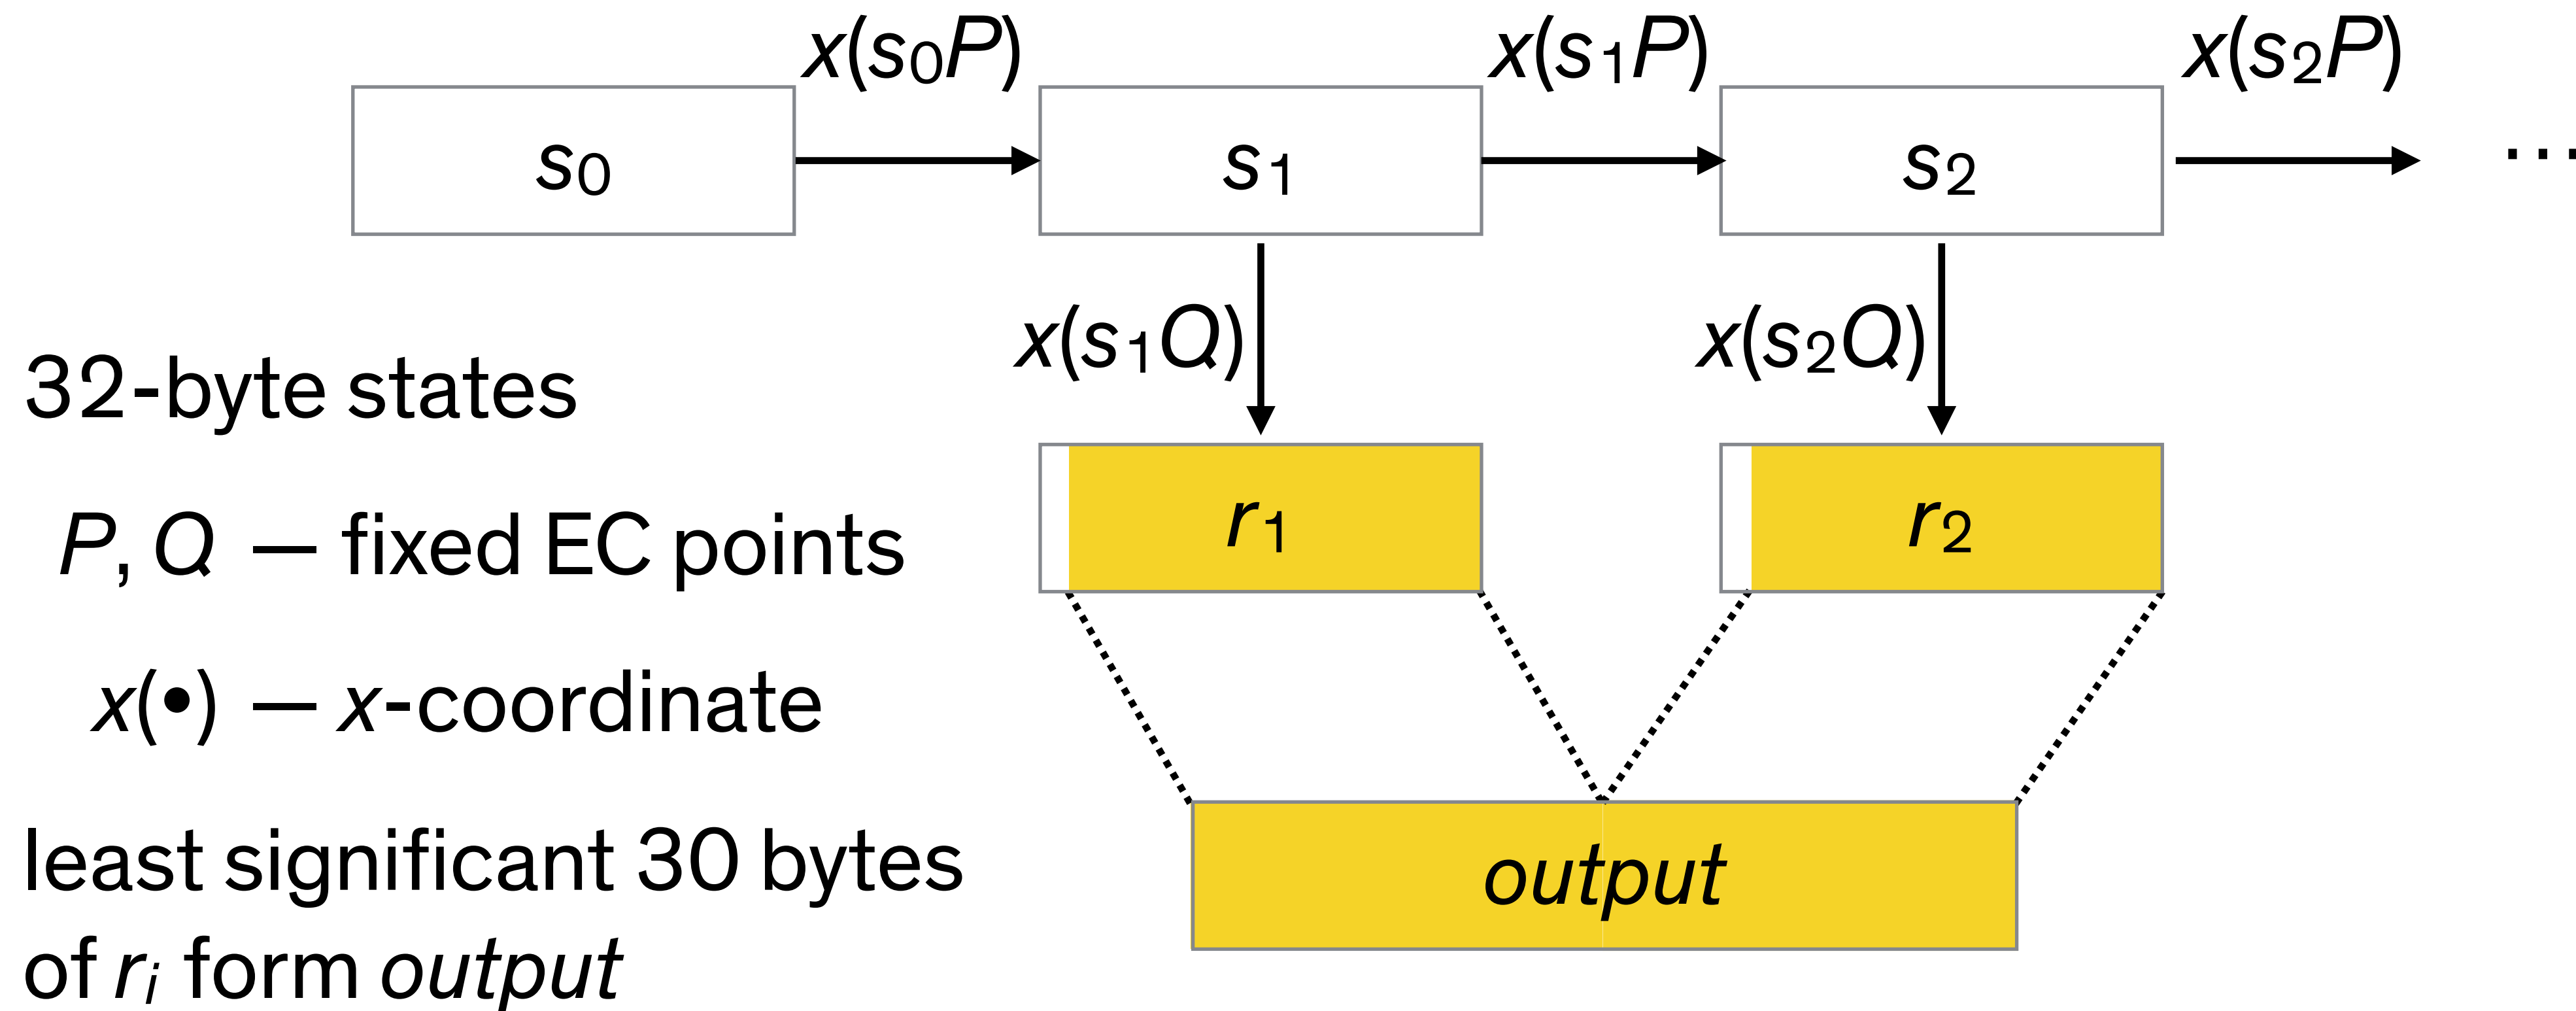 x(s₀P) x(s₁P) x(s₂P)
s₀ s₁ s₂ ···
x(s₁Q) x(s₂Q)
32-byte states
P, Q — fixed EC points
r₁ r₂
x(•) — x-coordinate
least significant 30 bytes
of rᵢ form output
output